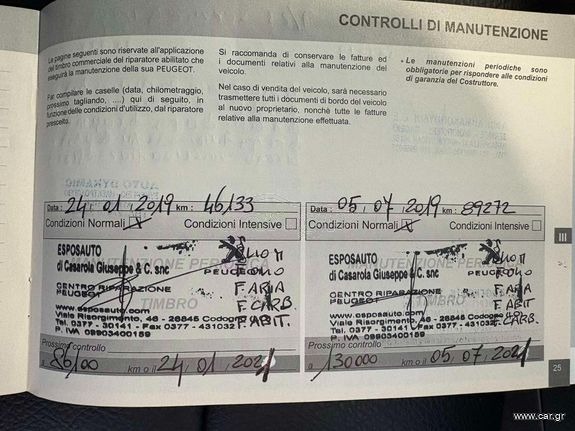 CONTROLLI DI MANUTENZIONE
Le pagine seguenti sono riservate all'applicazione
del timbro commerciale del riparatore abilitato che
eseguirà la manutenzione della sua PEUGEOT.
Far compilare le caselle (data, chilometraggio,
prossimo tagliando, ....) qui di seguito, in
funzione delle condizioni d'utilizzo, dal riparatore
prescelto.
Si raccomanda di conservare le fatture ed
i documenti relativi alla manutenzione del
veicolo.
Nel caso di vendita del veicolo, sarà necessario
trasmettere tutti i documenti di bordo del veicolo
al nuovo proprietario, nonché tutte le fatture
relative alla manutenzione effettuata.
• Le manutenzioni periodiche sono
obbligatorie per rispondere alle condizioni
di garanzia del Costruttore.
AUTO DYNAMIC
Data : 24 01 2019 km : 46133
Condizioni Normali X Condizioni Intensive
MANUTENZIONE
ESPOSAUTO
di Casarola Giuseppe & C. snc
PEUGEOT
CENTRO RIPARAZIONE
PEUGEOT
TIMBRO
www.esposauto.com
Viale Risorgimento, 46 - 26845 Codogno
Tel. 0377 - 30141 - Fax 0377 - 431032
P. IVA 09903400159
F. ARIA
F. CARB
F. ABIT.
Prossimo controllo
a 86100 km o il 24 01 2021
Data : 05 07 2019 km : 89272
Condizioni Normali X Condizioni Intensive
MANUTENZIONE
ESPOSAUTO
di Casarola Giuseppe & C. snc
PEUGEOT
CENTRO RIPARAZIONE
PEUGEOT
TIMBRO
www.esposauto.com
Viale Risorgimento, 46 - 26845 Codogno
Tel. 0377 - 30141 - Fax 0377 - 431032
P. IVA 09903400159
F. ARIA
F. ABIT.
F. CARB.
Prossimo controllo
a 130000 km o il 05 07 2021
III
25
www.car.gr